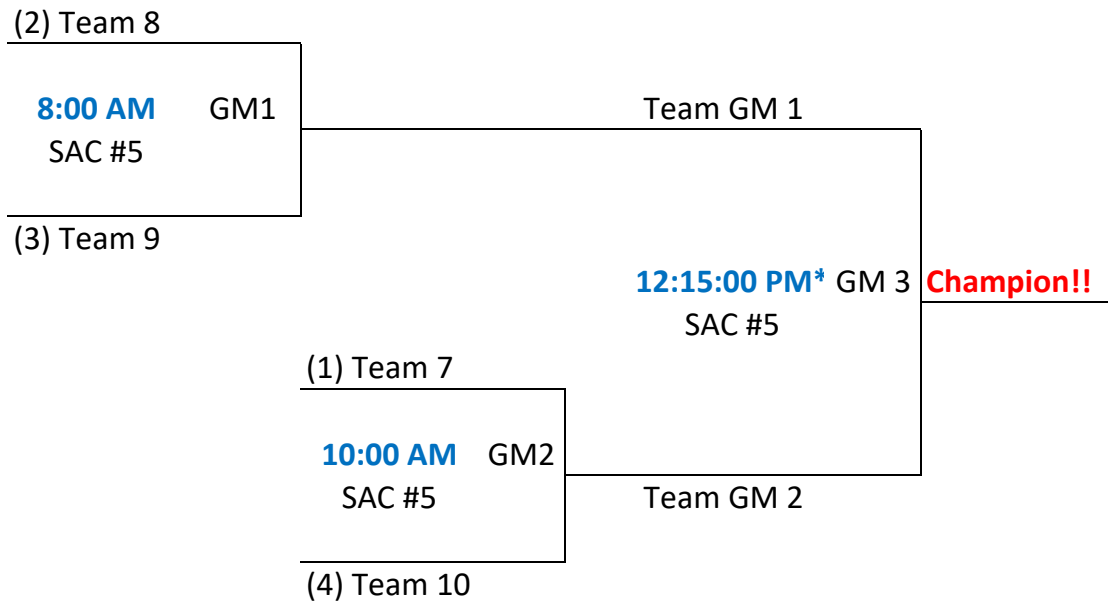 (2) Team 8
8:00 AM GM1
Team GM 1
SAC #5
(3) Team 9
12:15:00 PM* GM 3 Champion!!
SAC #5
(1) Team 7
10:00 AM GM2
SAC #5
Team GM 2
(4) Team 10